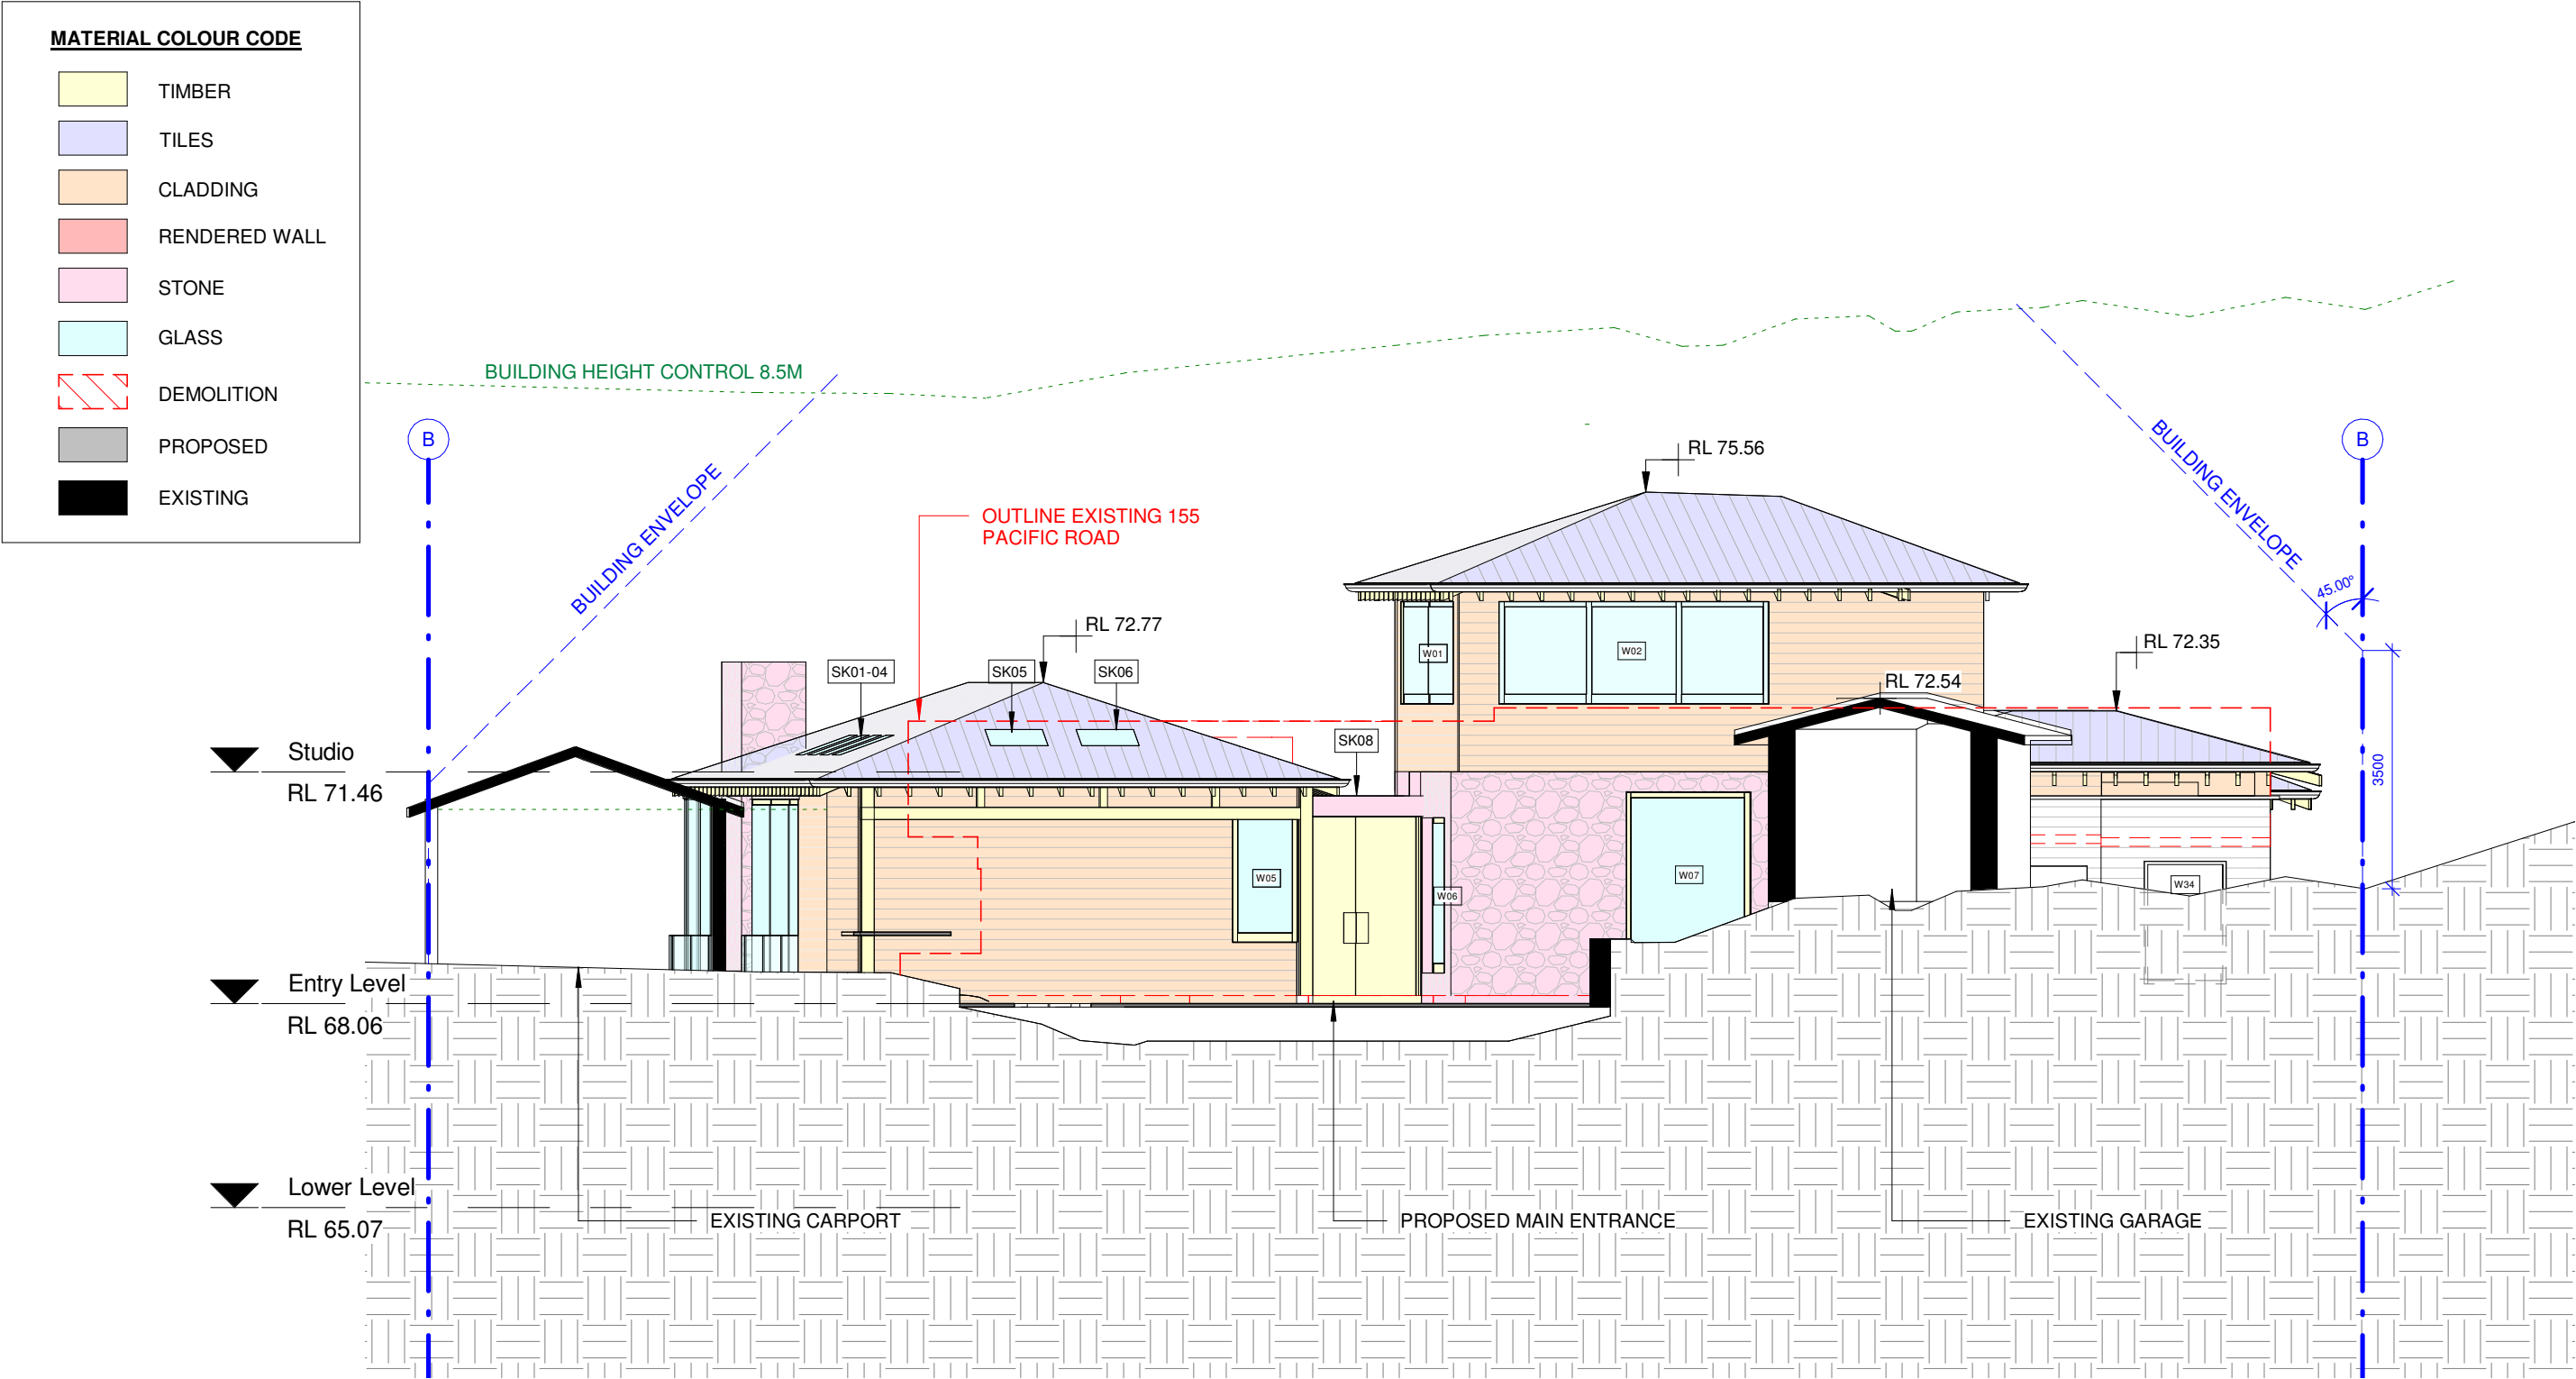 MATERIAL COLOUR CODE
TIMBER
TILES
CLADDING
RENDERED WALL
STONE
GLASS
DEMOLITION
PROPOSED
EXISTING
BUILDING HEIGHT CONTROL 8.5M
B
B
BUILDING ENVELOPE
BUILDING ENVELOPE
45.00°
3500
OUTLINE EXISTING 155
PACIFIC ROAD
RL 75.56
RL 72.77
RL 72.54
RL 72.35
SK01-04
SK05
SK06
SK08
W01
W02
W05
W06
W07
W34
Studio
RL 71.46
Entry Level
RL 68.06
Lower Level
RL 65.07
EXISTING CARPORT
PROPOSED MAIN ENTRANCE
EXISTING GARAGE